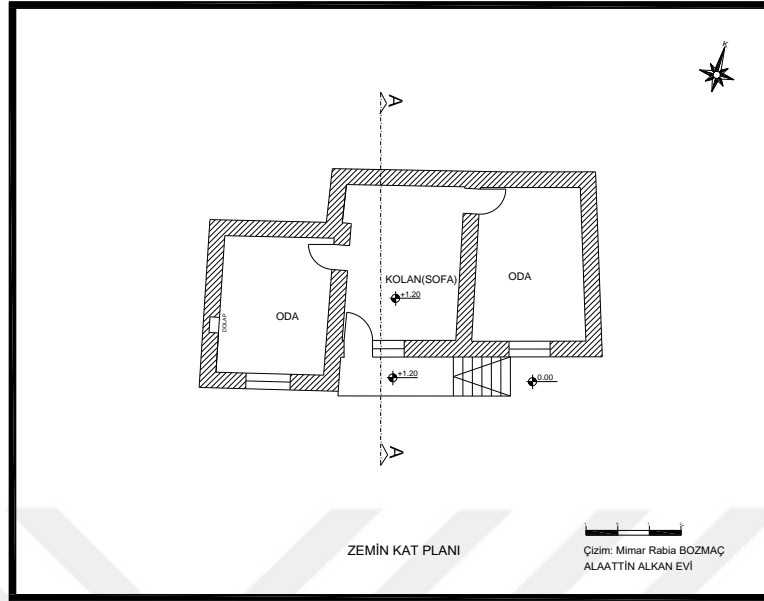 K
A
KOLAN(SOFA)
+1.20
ODA
ODA
DOLAP
+1.20
0.00
A
ZEMİN KAT PLANI
Çizim: Mimar Rabia BOZMAÇ
ALAATTİN ALKAN EVİ